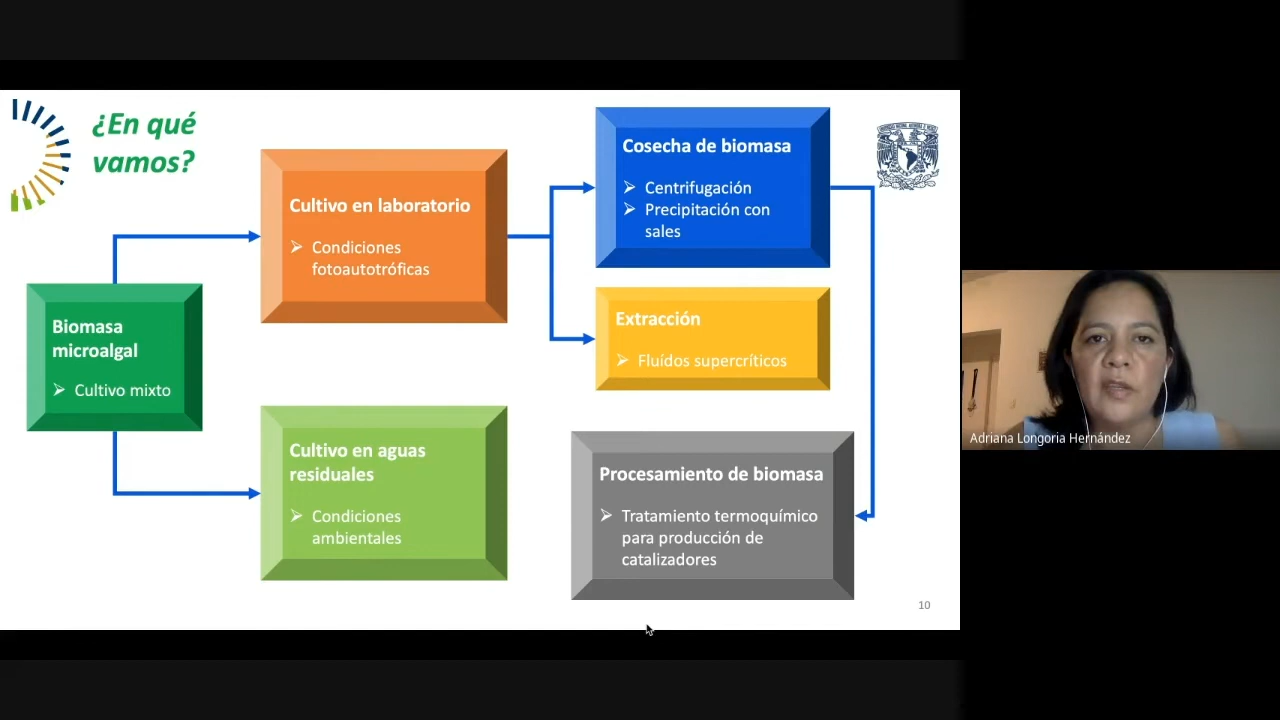 ¿En qué
vamos?
Biomasa
microalgal
➢ Cultivo mixto
Cultivo en laboratorio
➢ Condiciones
fotoautotróficas
Cultivo en aguas
residuales
➢ Condiciones
ambientales
Cosecha de biomasa
➢ Centrifugación
➢ Precipitación con
sales
Extracción
➢ Fluídos supercríticos
Procesamiento de biomasa
➢ Tratamiento termoquímico
para producción de
catalizadores
10
Adriana Longoria Hernández